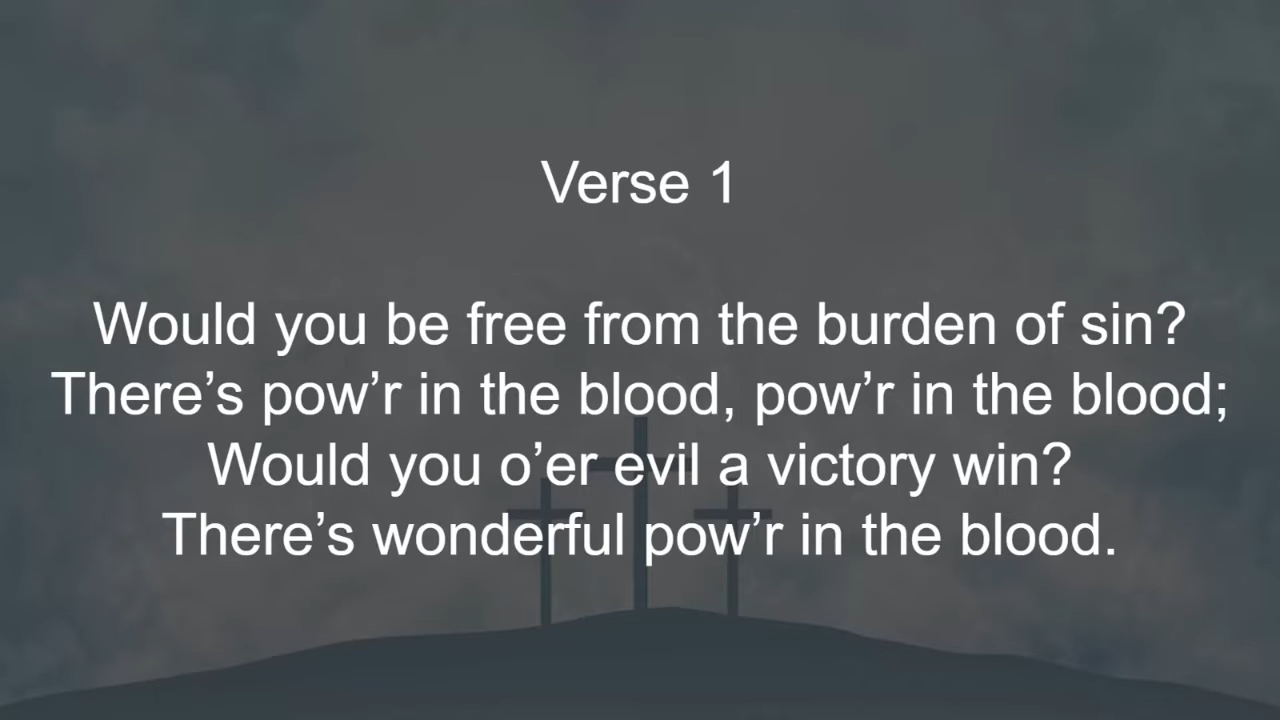 Verse 1
Would you be free from the burden of sin?
There’s pow’r in the blood, pow’r in the blood;
Would you o’er evil a victory win?
There’s wonderful pow’r in the blood.